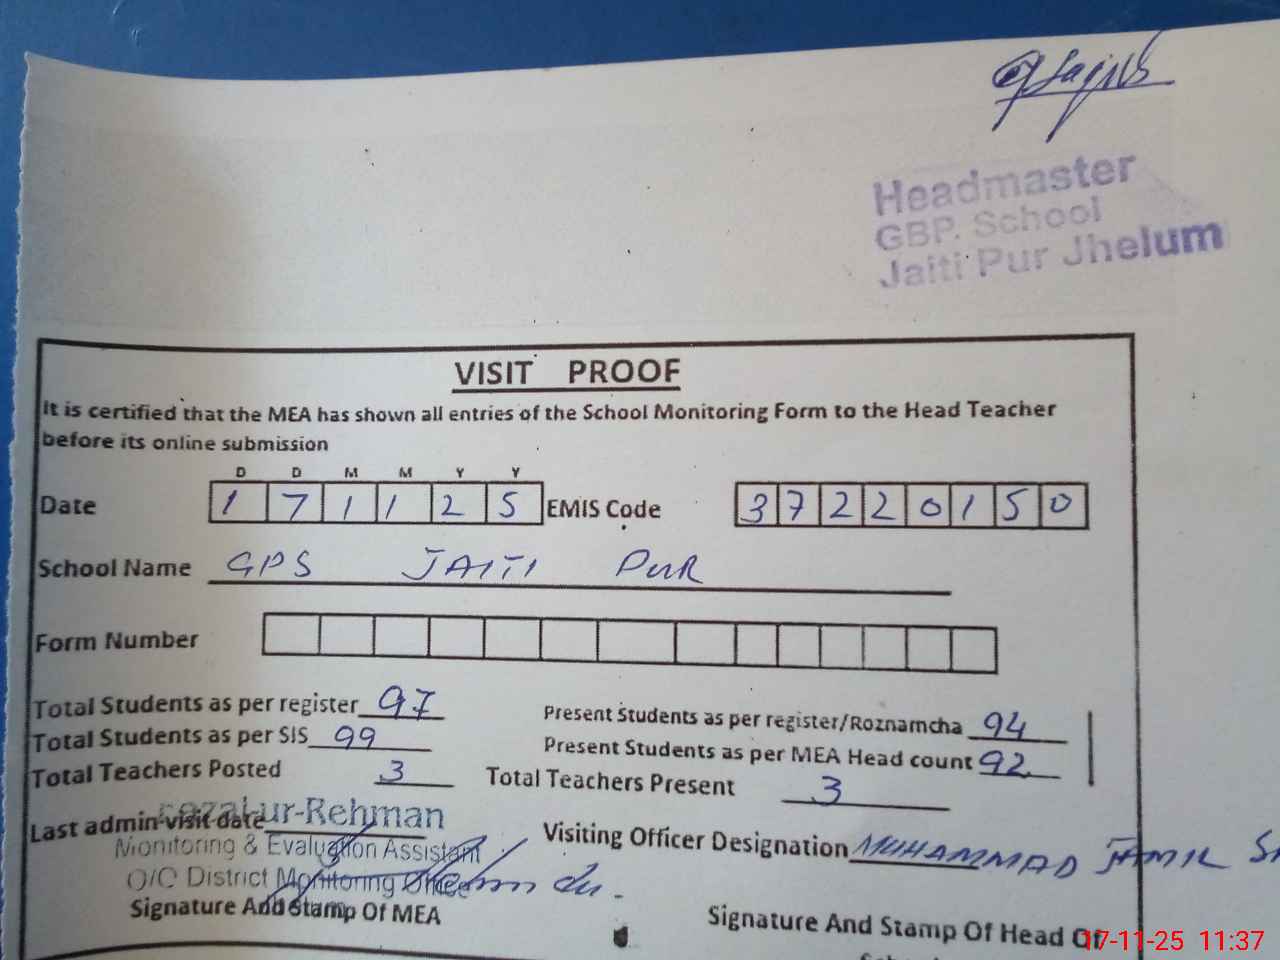 Headmaster
GBP. School
Jaiti Pur Jhelum
VISIT PROOF
It is certified that the MEA has shown all entries of the School Monitoring Form to the Head Teacher
before its online submission
D D M M Y Y
Date 1 7 1 1 2 5 EMIS Code 3 7 2 2 0 1 5 0
School Name GPS JAITI PUR
Form Number
Total Students as per register 97 Present Students as per register/Roznamcha 94
Total Students as per SIS 99 Present Students as per MEA Head count 92
Total Teachers Posted 3 Total Teachers Present 3
ur-Rehman
Last admin visit date Visiting Officer Designation MUHAMMAD JAMIL
Monitoring & Evaluation Assistant
O/O District Monitoring Office
Signature And Stamp Of MEA Signature And Stamp Of Head Of
17-11-25 11:37